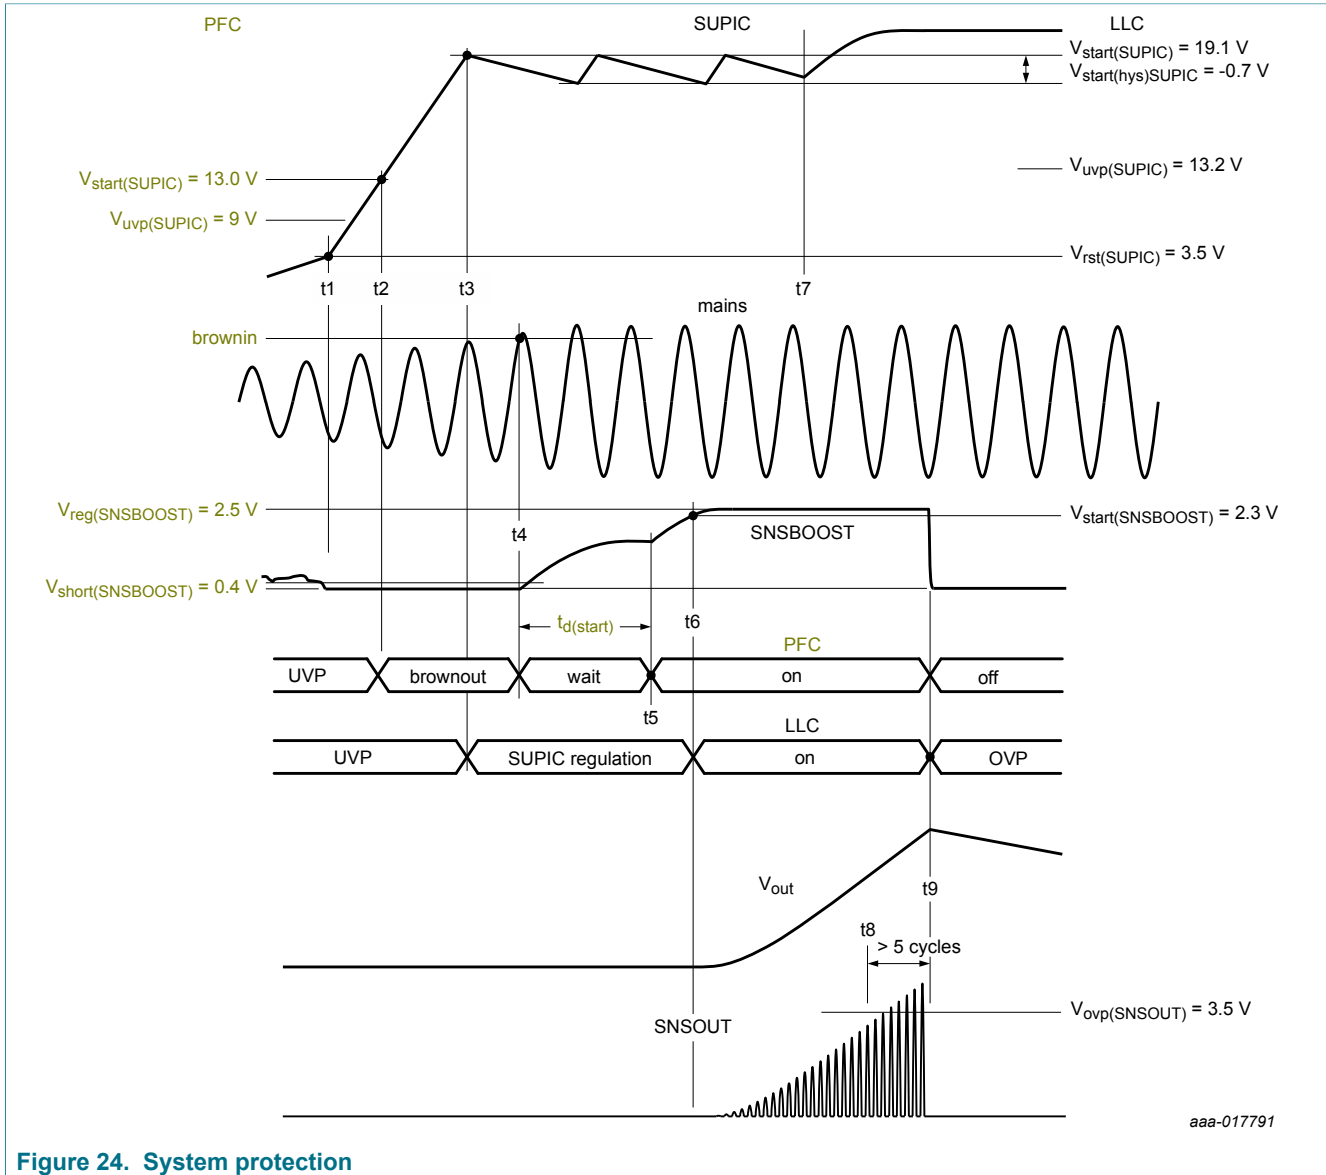 PFC
SUPIC
LLC
Vstart(SUPIC) = 19.1 V
Vstart(hys)SUPIC = -0.7 V
Vstart(SUPIC) = 13.0 V
Vuvp(SUPIC) = 13.2 V
Vuvp(SUPIC) = 9 V
Vrst(SUPIC) = 3.5 V
t1
t2
t3
t7
mains
brownin
Vreg(SNSBOOST) = 2.5 V
Vstart(SNSBOOST) = 2.3 V
t4
SNSBOOST
Vshort(SNSBOOST) = 0.4 V
td(start)
t6
PFC
UVP
brownout
wait
on
off
t5
LLC
UVP
SUPIC regulation
on
OVP
Vout
t9
t8
> 5 cycles
Vovp(SNSOUT) = 3.5 V
SNSOUT
aaa-017791
Figure 24. System protection